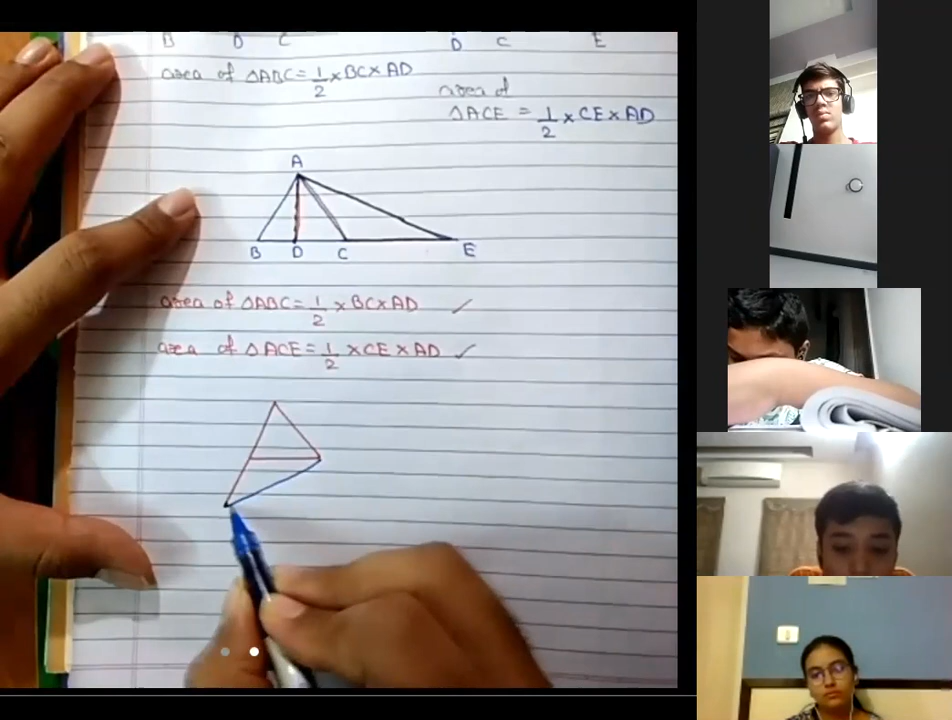 B D C
D C E
area of ΔABC = 1/2 × BC × AD
area of
ΔACE = 1/2 × CE × AD
A
B D C E
area of ΔABC = 1/2 × BC × AD ✓
area of ΔACE = 1/2 × CE × AD ✓